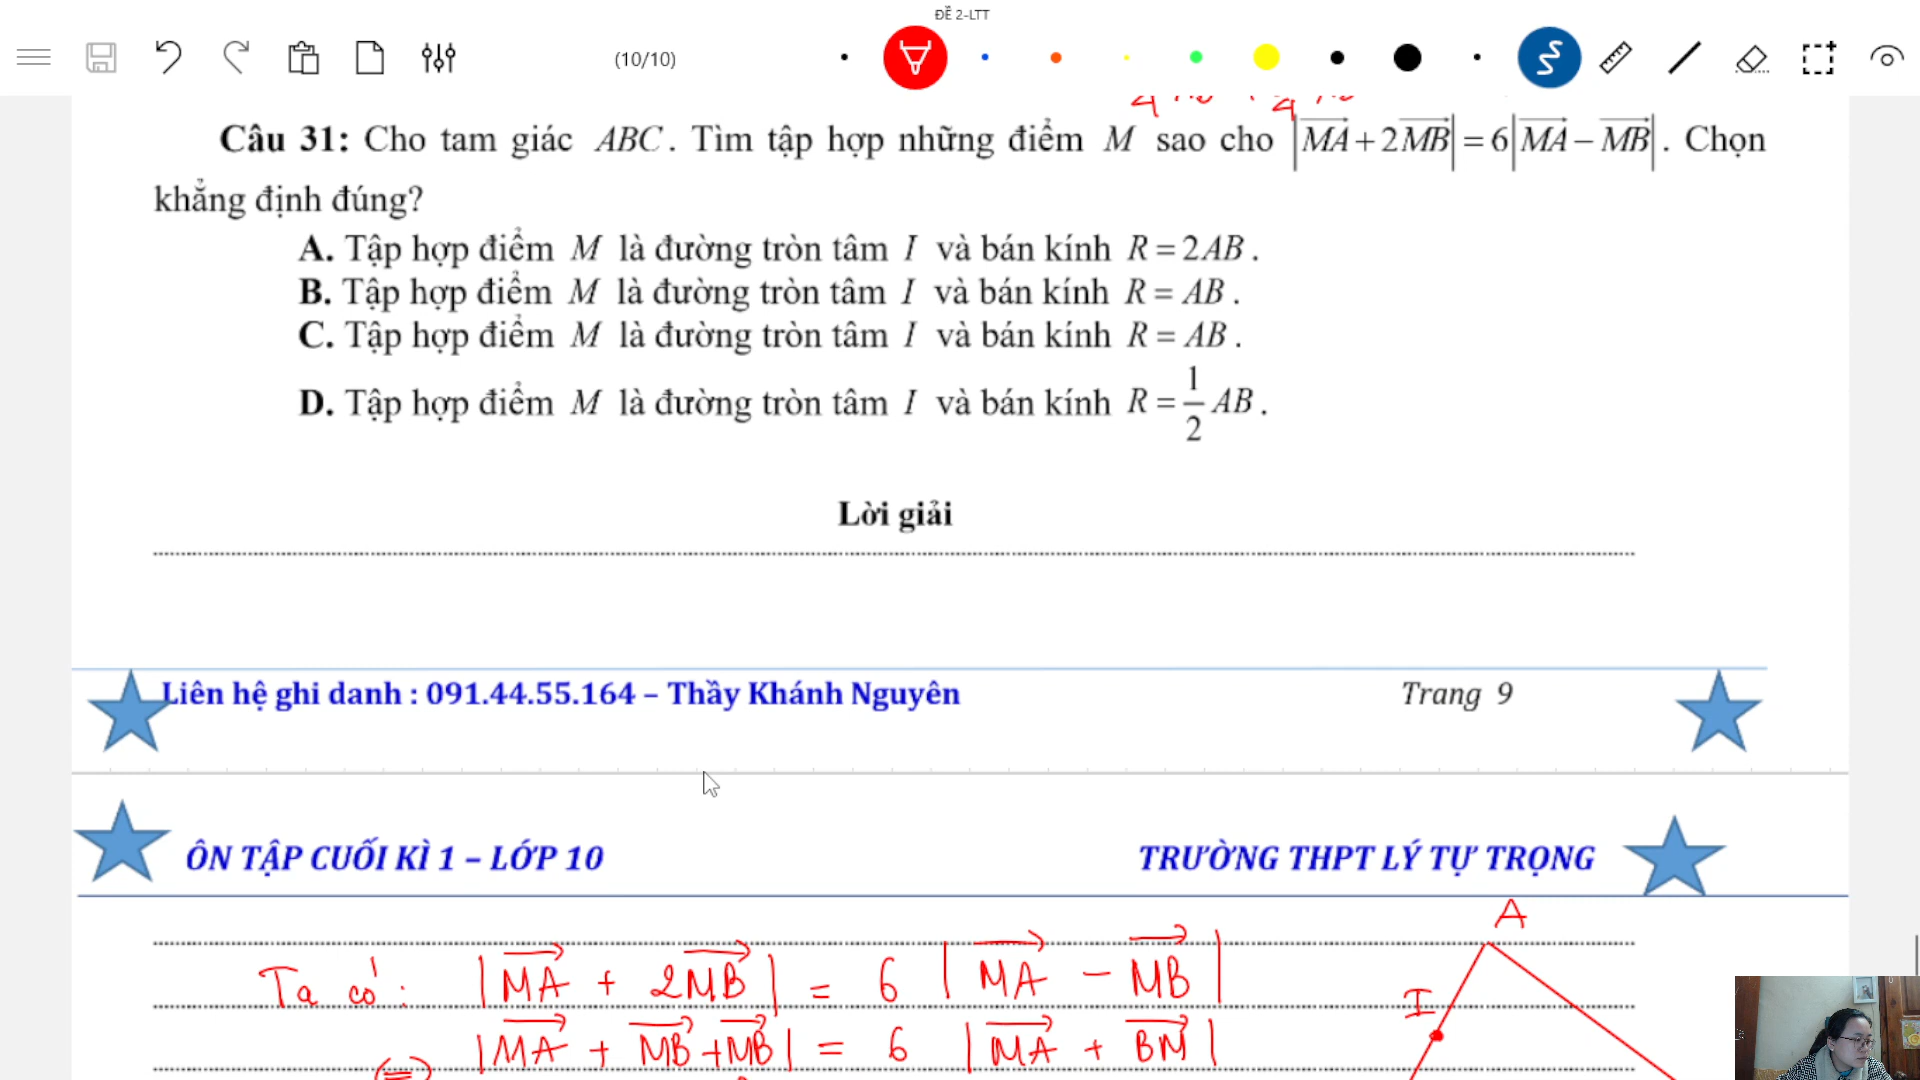 ĐỀ 2-LTT
(10/10)
Câu 31: Cho tam giác ABC. Tìm tập hợp những điểm M sao cho |MA⃗ + 2MB⃗| = 6|MA⃗ − MB⃗|. Chọn
khẳng định đúng?
A. Tập hợp điểm M là đường tròn tâm I và bán kính R = 2AB.
B. Tập hợp điểm M là đường tròn tâm I và bán kính R = AB.
C. Tập hợp điểm M là đường tròn tâm I và bán kính R = AB.
D. Tập hợp điểm M là đường tròn tâm I và bán kính R = 1/2 AB.
Lời giải
Liên hệ ghi danh : 091.44.55.164 – Thầy Khánh Nguyên Trang 9
ÔN TẬP CUỐI KÌ 1 – LỚP 10 TRƯỜNG THPT LÝ TỰ TRỌNG
A
Ta có: |MA⃗ + 2MB⃗| = 6 |MA⃗ − MB⃗|
I
(=) |MA⃗ + MB⃗ + MB⃗| = 6 |MA⃗ + BM⃗|